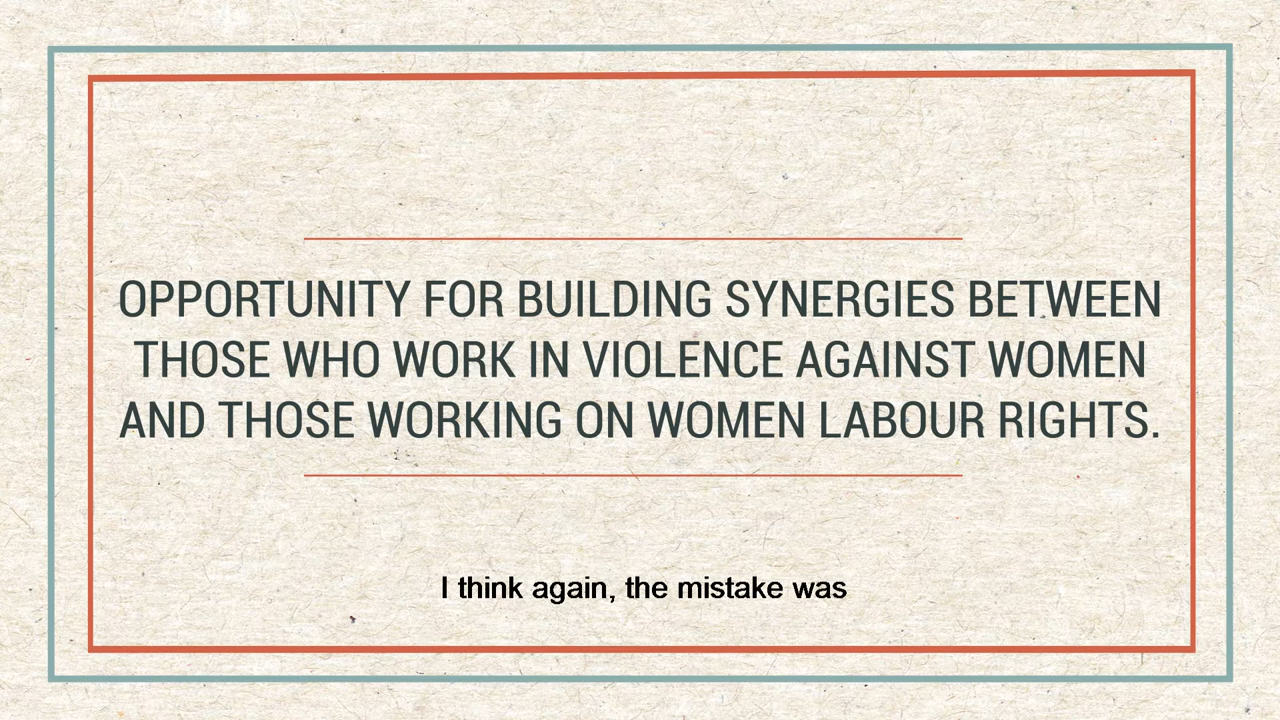 OPPORTUNITY FOR BUILDING SYNERGIES BETWEEN
THOSE WHO WORK IN VIOLENCE AGAINST WOMEN
AND THOSE WORKING ON WOMEN LABOUR RIGHTS.
I think again, the mistake was